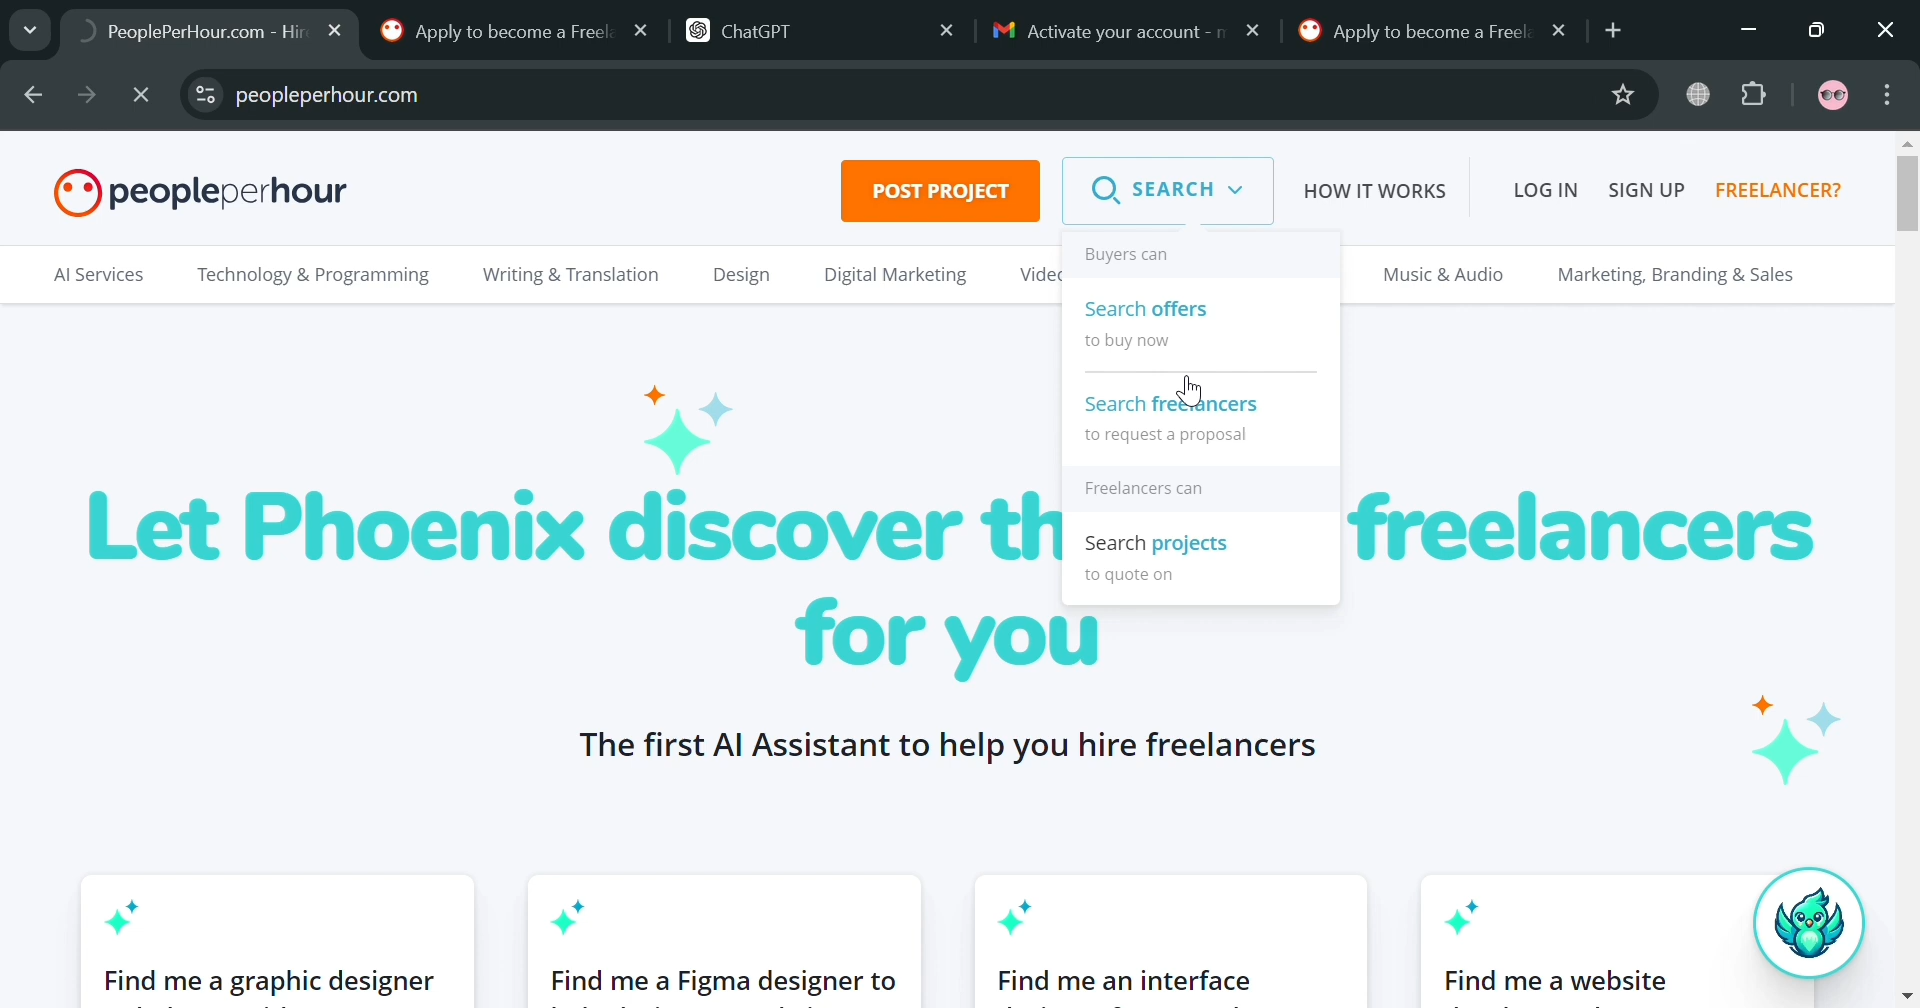 PeoplePerHour.com - Hir
Apply to become a Freel
ChatGPT
Activate your account -
Apply to become a Freel
peopleperhour.com
peopleperhour
POST PROJECT
SEARCH
HOW IT WORKS
LOG IN
SIGN UP
FREELANCER?
AI Services
Technology & Programming
Writing & Translation
Design
Digital Marketing
Music & Audio
Marketing, Branding & Sales
Buyers can
Search offers
to buy now
Search freelancers
to request a proposal
Freelancers can
Search projects
to quote on
Let Phoenix discover th freelancers
for you
The first AI Assistant to help you hire freelancers
Find me a graphic designer
Find me a Figma designer to
Find me an interface
Find me a website